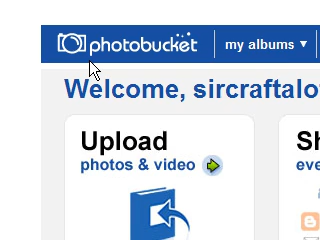 photobucket my albums
Welcome, sircraftalo
Upload
photos & video
Sh
eve